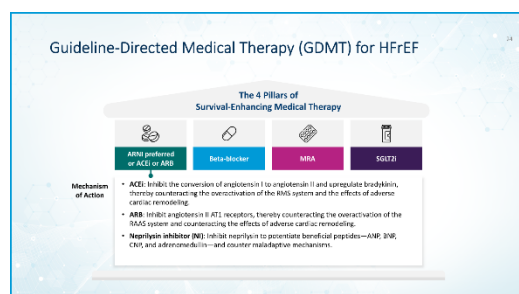 Guideline-Directed Medical Therapy (GDMT) for HFrEF
The 4 Pillars of
Survival-Enhancing Medical Therapy
ARNI preferred
or ACEi or ARB
Beta-blocker
MRA
SGLT2i
Mechanism
of Action
• ACEi: Inhibit the conversion of angiotensin I to angiotensin II and upregulate bradykinin,
thereby counteracting the overactivation of the RMS system and the effects of adverse
cardiac remodeling.
• ARB: Inhibit angiotensin II AT1 receptors, thereby counteracting the overactivation of the
RAAS system and counteracting the effects of adverse cardiac remodeling.
• Neprilysin inhibitor (NI): Inhibit neprilysin to potentiate beneficial peptides—ANP, BNP,
CNP, and adrenomedullin—and counter maladaptive mechanisms.